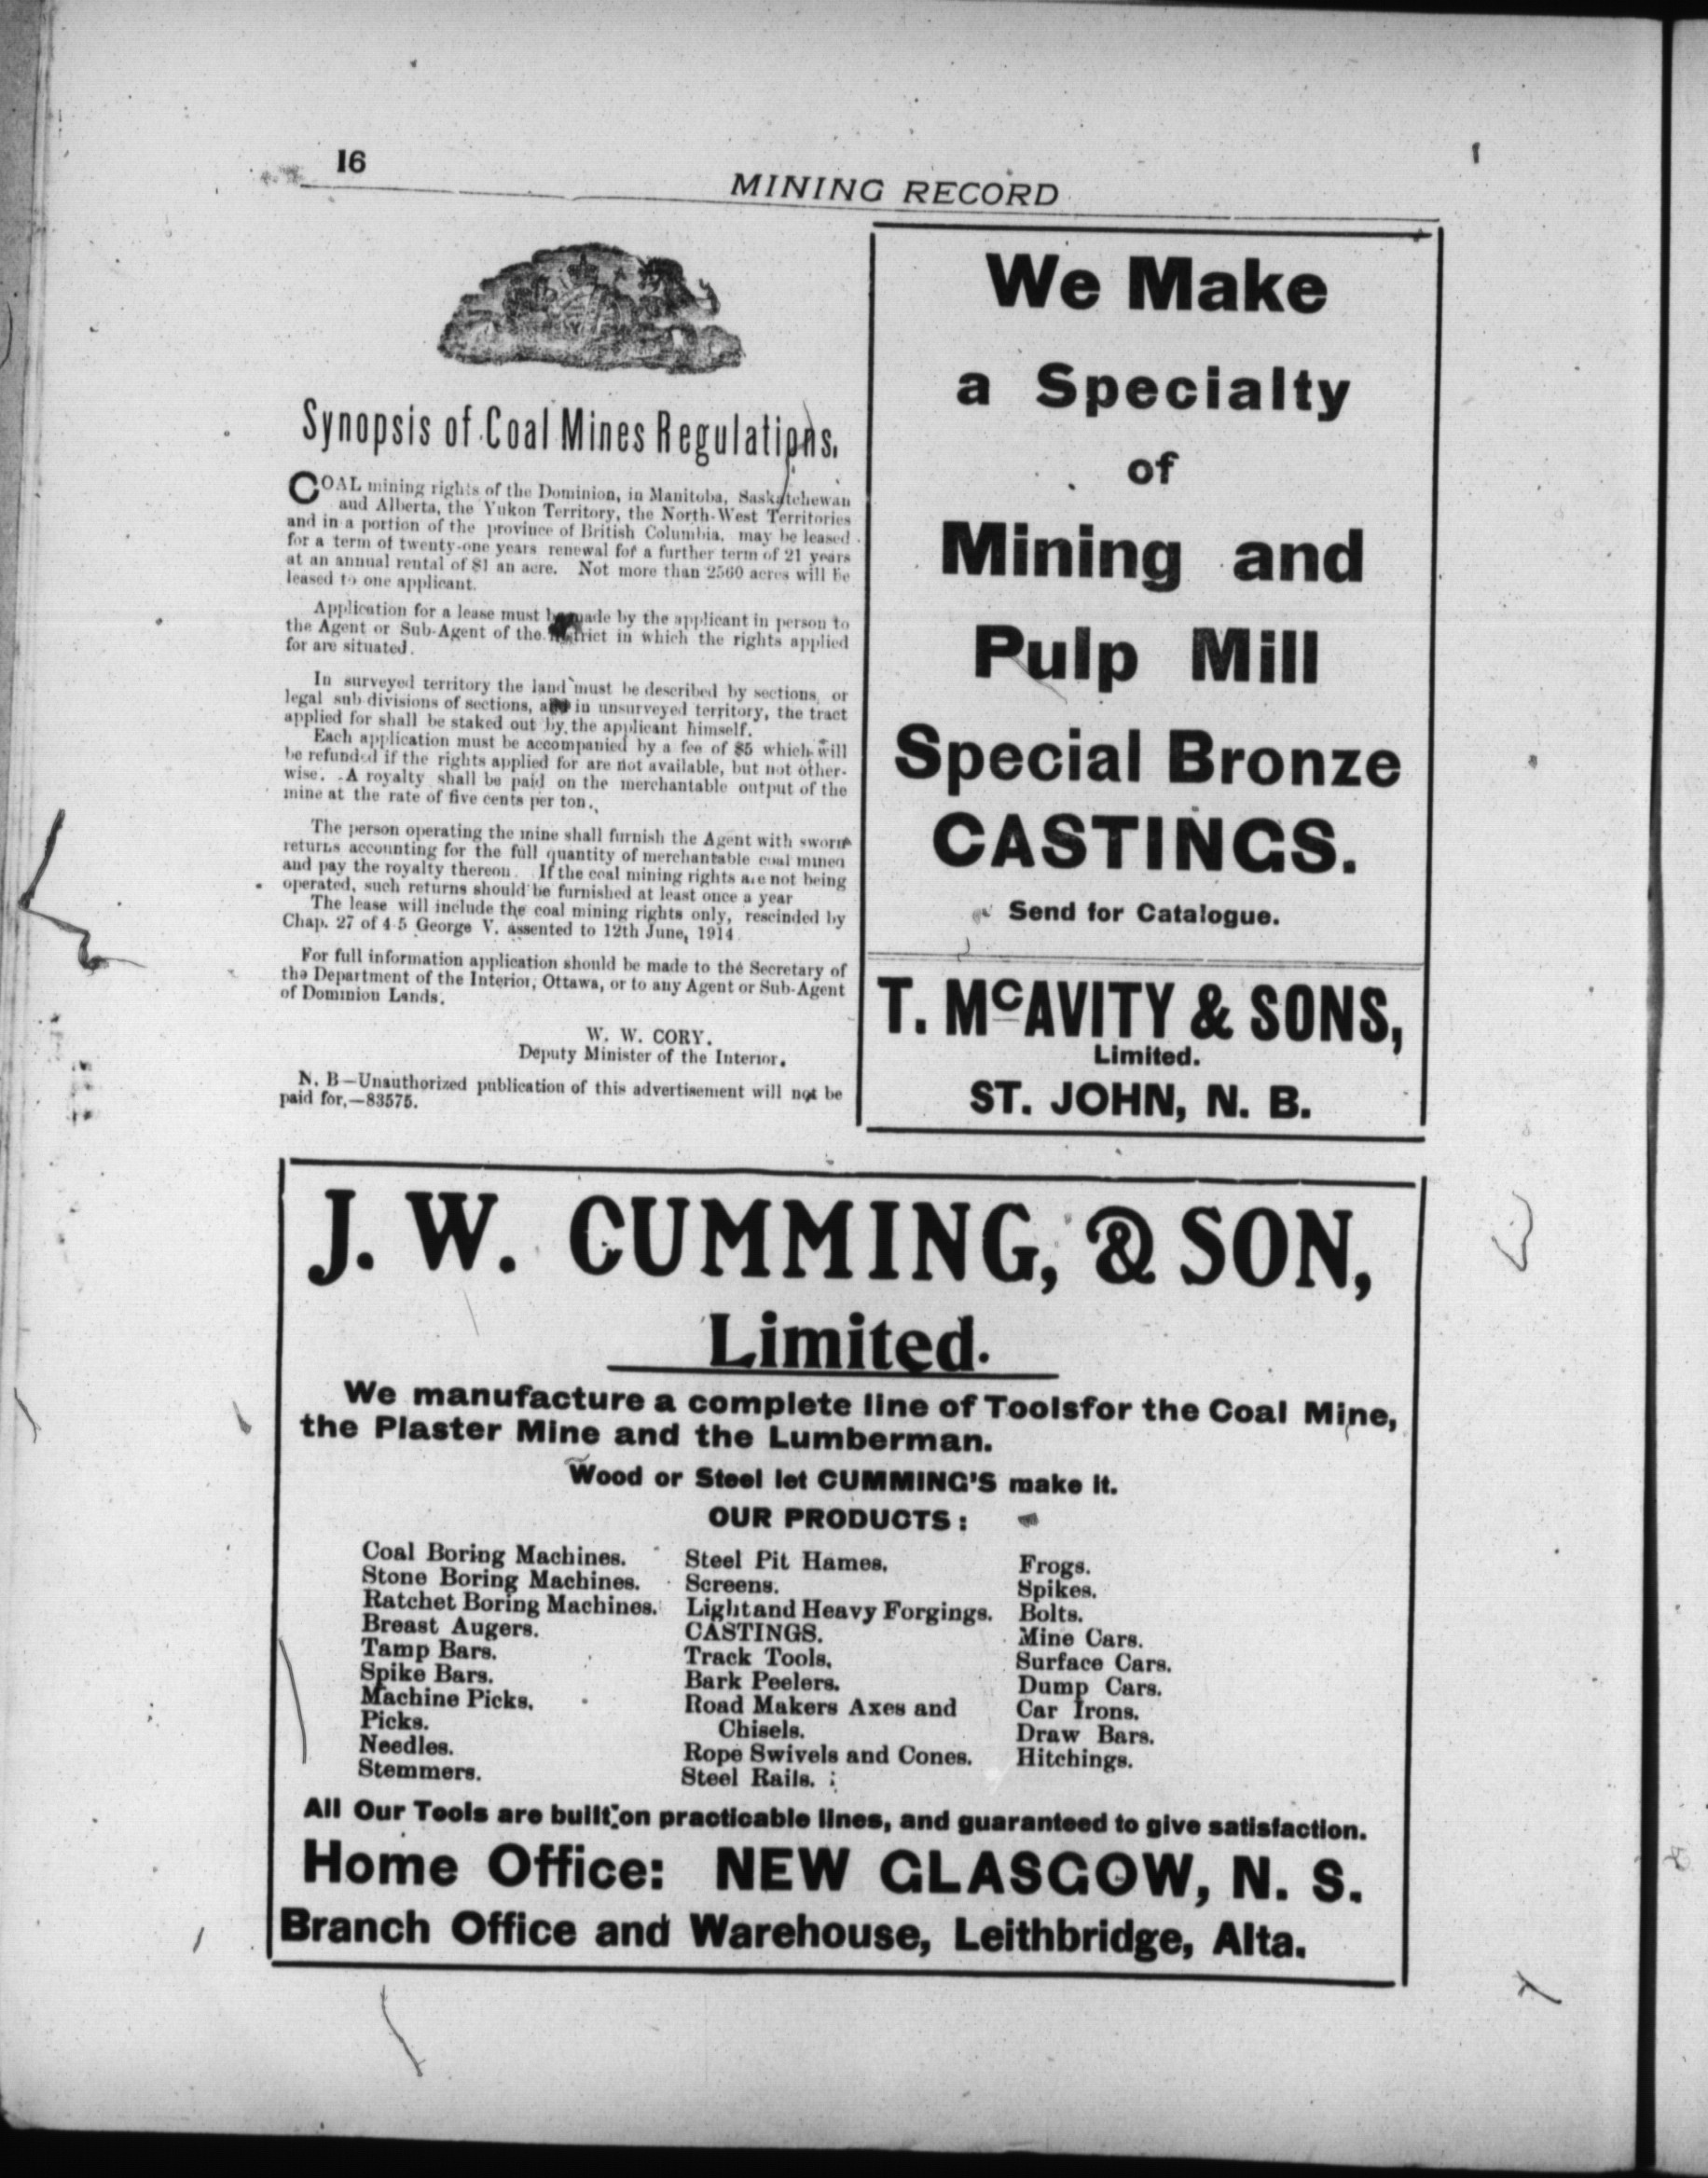 16
MINING RECORD
Synopsis of Coal Mines Regulations.
COAL mining rights of the Dominion, in Manitoba, Saskatchewan
and Alberta, the Yukon Territory, the North-West Territories
and in a portion of the province of British Columbia, may be leased
for a term of twenty-one years renewal for a further term of 21 years
at an annual rental of $1 an acre. Not more than 2560 acres will be
leased to one applicant.
Application for a lease must be made by the applicant in person to
the Agent or Sub-Agent of the district in which the rights applied
for are situated.
In surveyed territory the land must be described by sections, or
legal sub divisions of sections, and in unsurveyed territory, the tract
applied for shall be staked out by the applicant himself.
Each application must be accompanied by a fee of $5 which will
be refunded if the rights applied for are not available, but not other-
wise. A royalty shall be paid on the merchantable output of the
mine at the rate of five cents per ton.
The person operating the mine shall furnish the Agent with sworn
returns accounting for the full quantity of merchantable coal mined
and pay the royalty thereon. If the coal mining rights are not being
operated, such returns should be furnished at least once a year
The lease will include the coal mining rights only, rescinded by
Chap. 27 of 4-5 George V. assented to 12th June, 1914
For full information application should be made to the Secretary of
the Department of the Interior, Ottawa, or to any Agent or Sub-Agent
of Dominion Lands.
W. W. CORY.
Deputy Minister of the Interior.
N. B—Unauthorized publication of this advertisement will not be
paid for,—83575.
We Make
a Specialty
of
Mining and
Pulp Mill
Special Bronze
CASTINGS.
Send for Catalogue.
T. McAVITY & SONS,
Limited.
ST. JOHN, N. B.
J. W. CUMMING, & SON,
Limited.
We manufacture a complete line of Toolsfor the Coal Mine,
the Plaster Mine and the Lumberman.
Wood or Steel let CUMMING'S make it.
OUR PRODUCTS:
Coal Boring Machines.
Stone Boring Machines.
Ratchet Boring Machines.
Breast Augers.
Tamp Bars.
Spike Bars.
Machine Picks.
Picks.
Needles.
Stemmers.
Steel Pit Hames.
Screens.
Light and Heavy Forgings.
CASTINGS.
Track Tools.
Bark Peelers.
Road Makers Axes and
Chisels.
Rope Swivels and Cones.
Steel Rails.
Frogs.
Spikes.
Bolts.
Mine Cars.
Surface Cars.
Dump Cars.
Car Irons.
Draw Bars.
Hitchings.
All Our Tools are built on practicable lines, and guaranteed to give satisfaction.
Home Office: NEW GLASGOW, N. S.
Branch Office and Warehouse, Leithbridge, Alta.